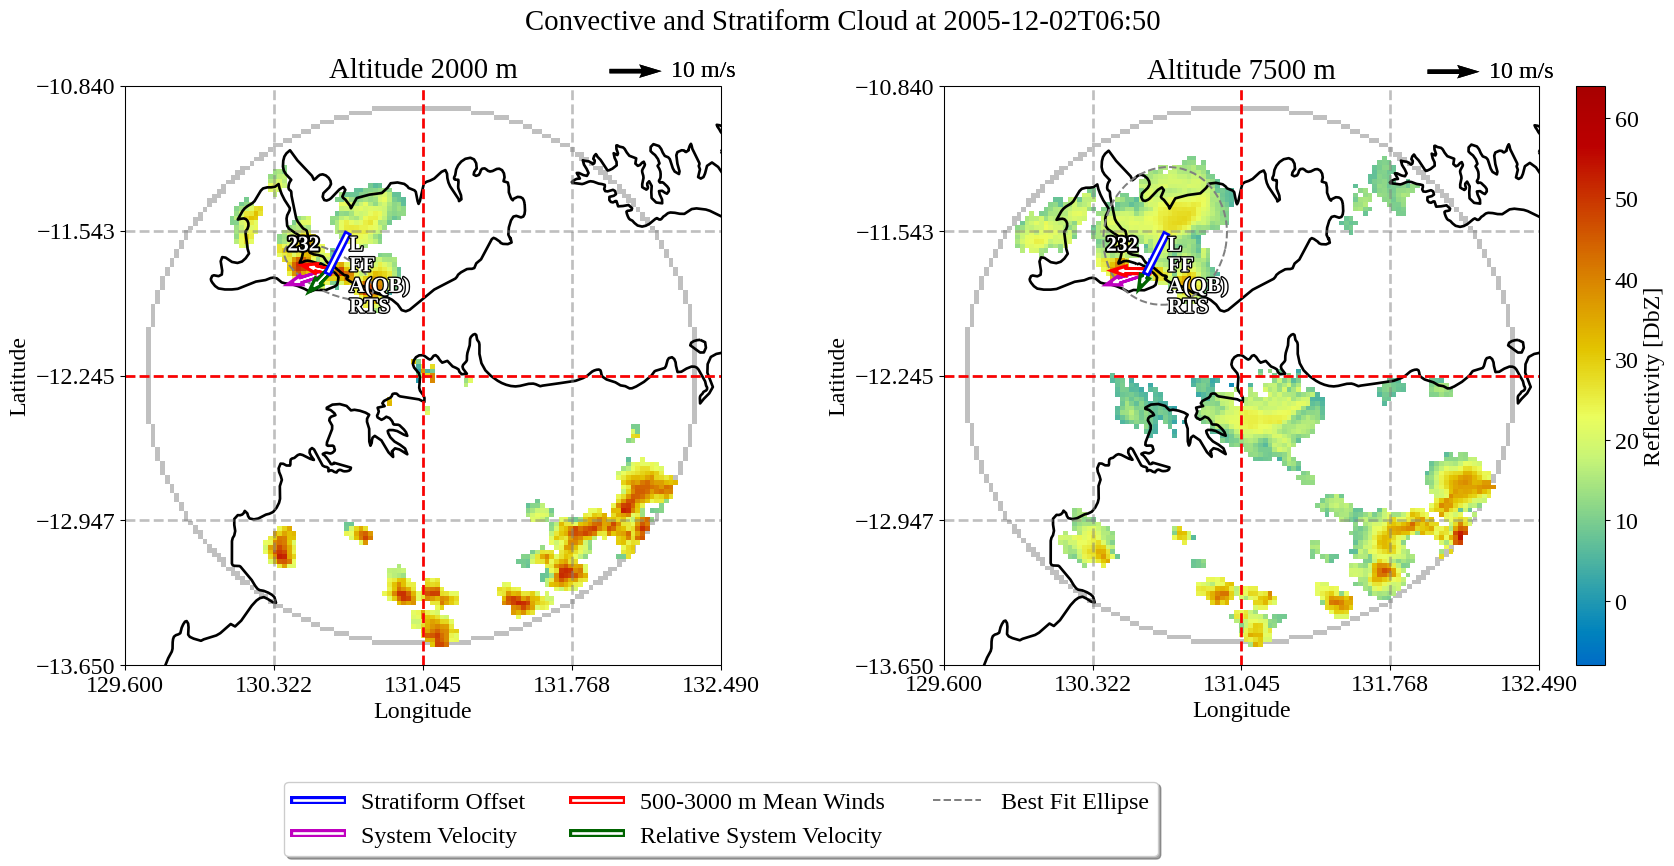 Convective and Stratiform Cloud at 2005-12-02T06:50
Altitude 2000 m
10 m/s
−10.840
−11.543
−12.245
−12.947
−13.650
Latitude
129.600
130.322
131.045
131.768
132.490
Longitude
232
L
FF
A(QB)
RTS
Altitude 7500 m
10 m/s
−10.840
−11.543
−12.245
−12.947
−13.650
Latitude
129.600
130.322
131.045
131.768
132.490
Longitude
232
L
FF
A(QB)
RTS
60
50
40
30
20
10
0
Reflectivity [DbZ]
Stratiform Offset
System Velocity
500-3000 m Mean Winds
Relative System Velocity
Best Fit Ellipse